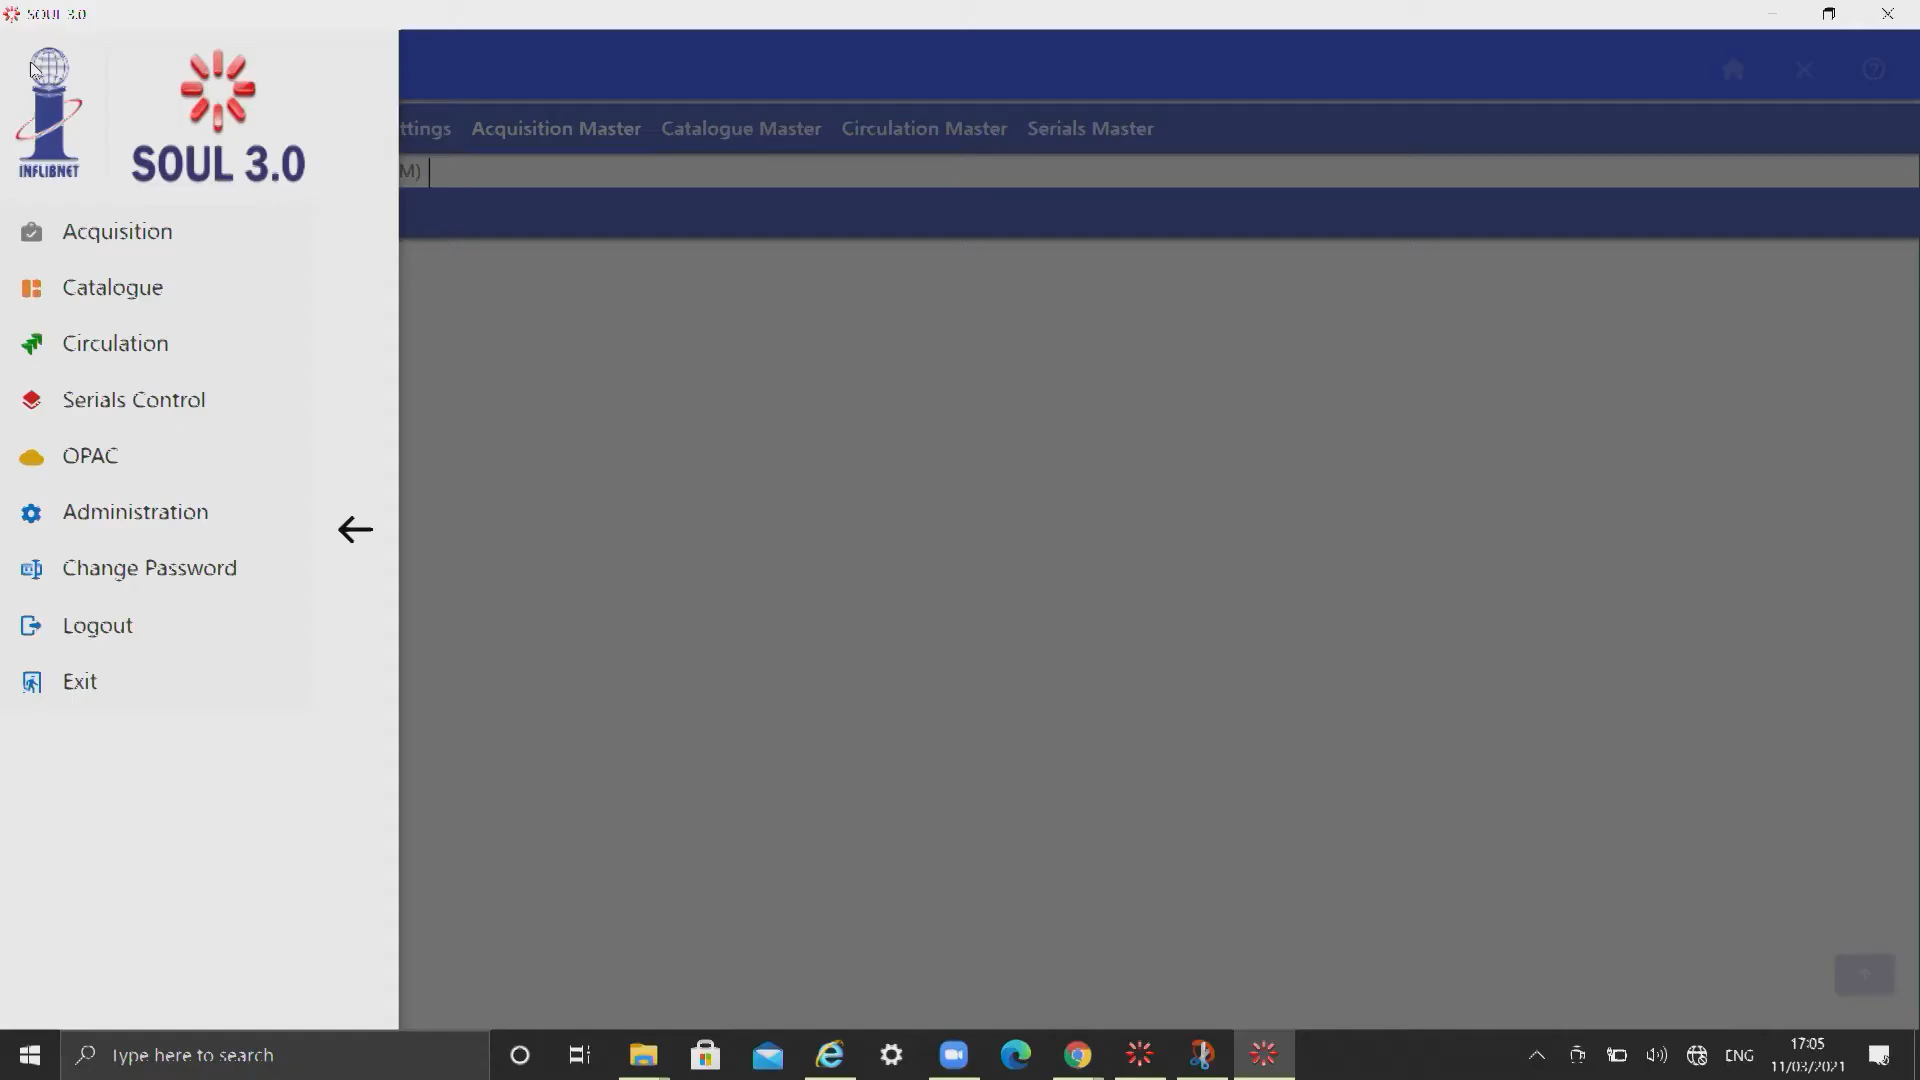 SOUL 3.0
INFLIBNET
SOUL 3.0
ttings Acquisition Master Catalogue Master Circulation Master Serials Master
M)
Acquisition
Catalogue
Circulation
Serials Control
OPAC
Administration
Change Password
Logout
Exit
Type here to search
ENG
17:05
11/03/2021